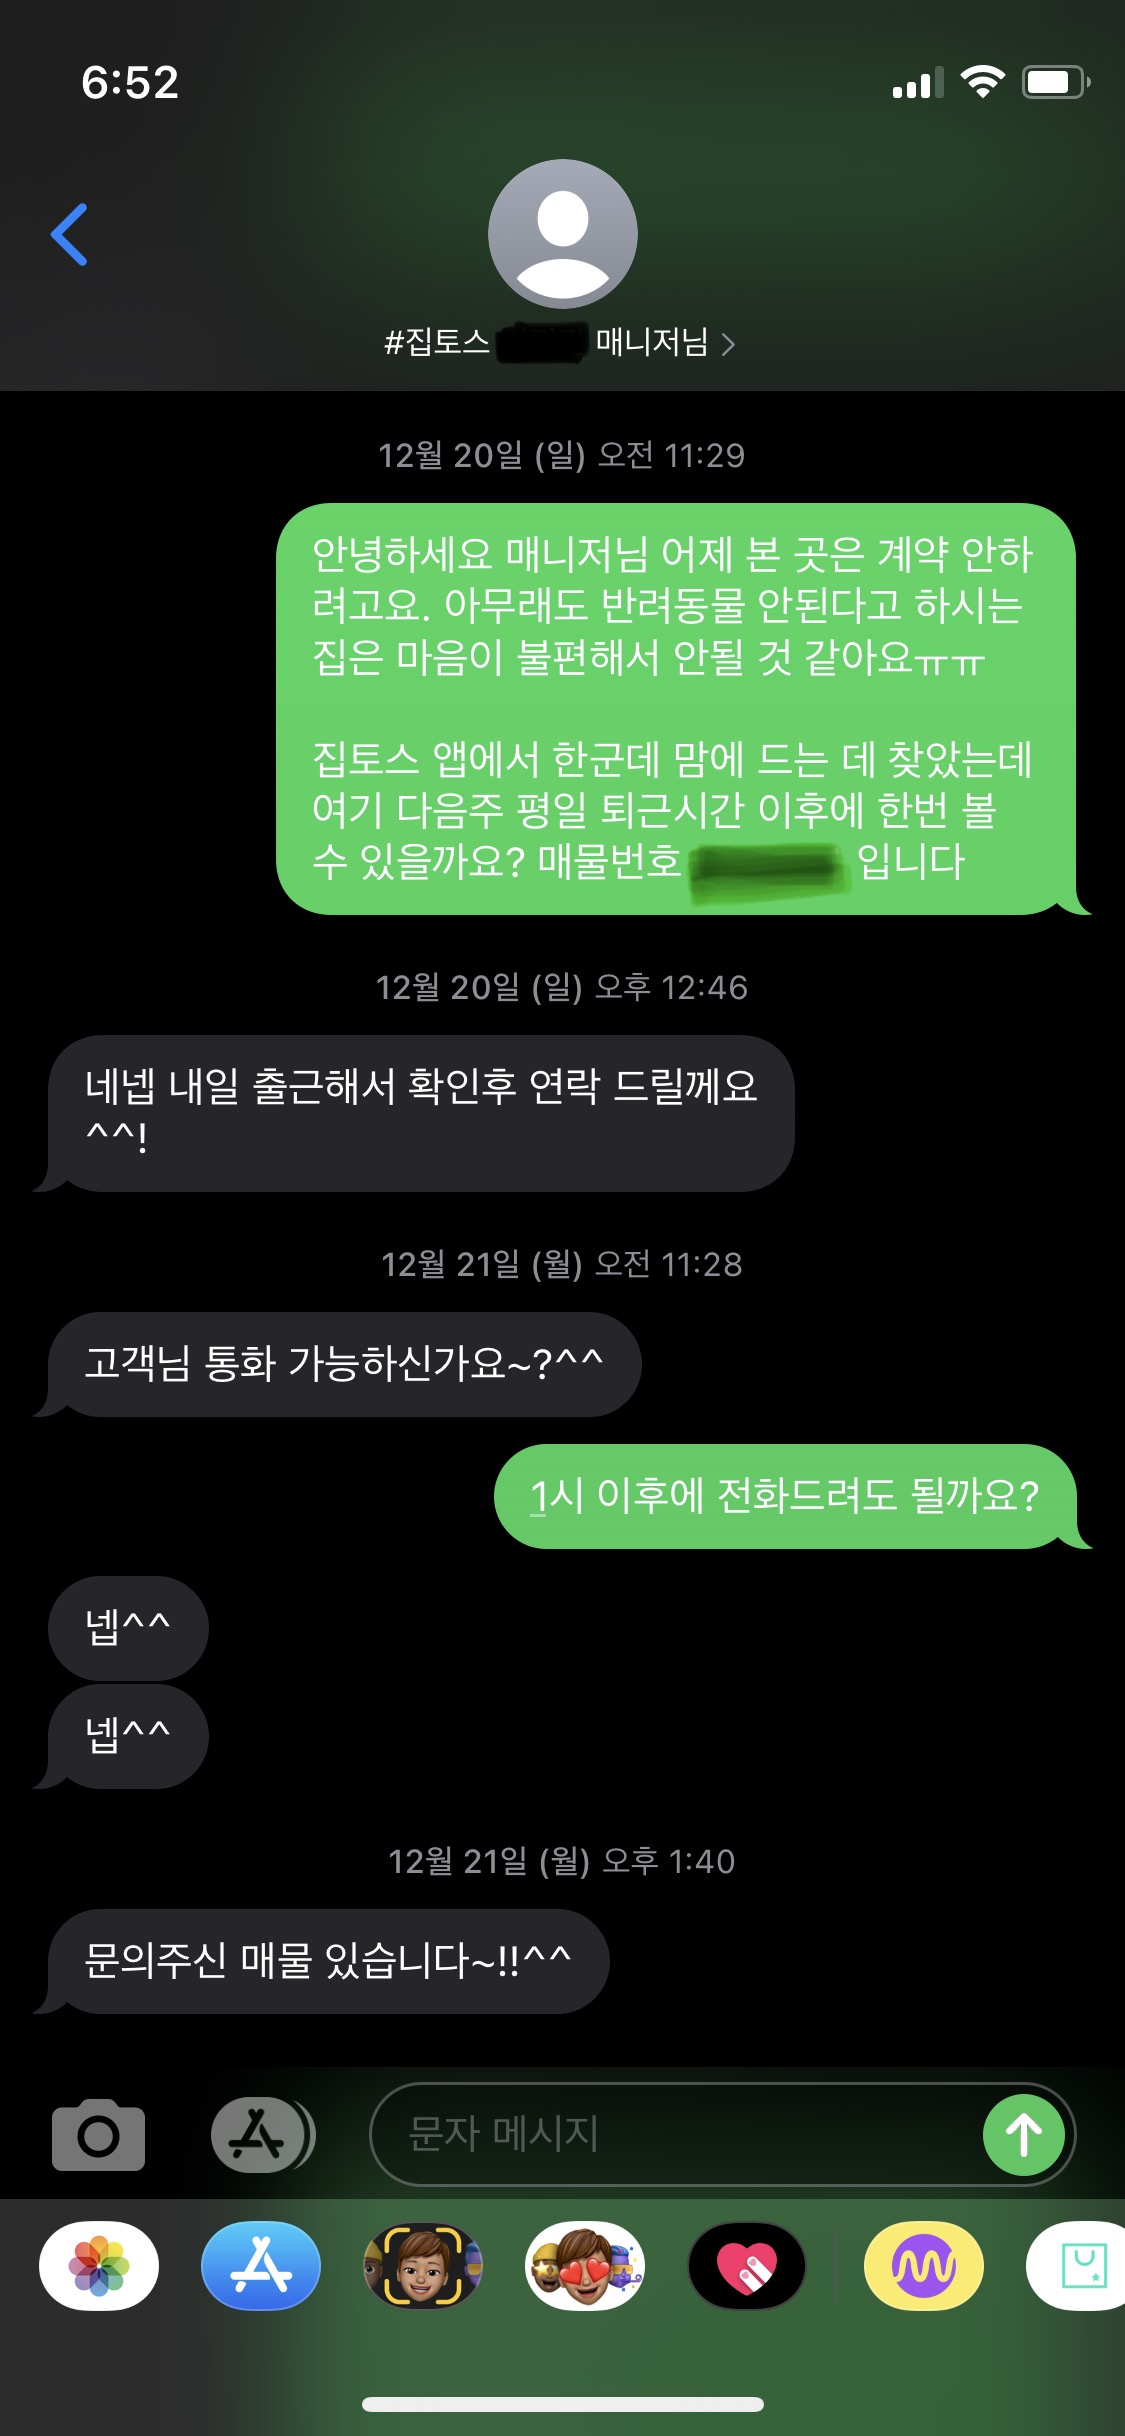 6:52
#집토스 매니저님
12월 20일 (일) 오전 11:29
안녕하세요 매니저님 어제 본 곳은 계약 안하
려고요. 아무래도 반려동물 안된다고 하시는
집은 마음이 불편해서 안될 것 같아요ㅠㅠ
집토스 앱에서 한군데 맘에 드는 데 찾았는데
여기 다음주 평일 퇴근시간 이후에 한번 볼
수 있을까요? 매물번호 입니다
12월 20일 (일) 오후 12:46
네넵 내일 출근해서 확인후 연락 드릴께요
^^!
12월 21일 (월) 오전 11:28
고객님 통화 가능하신가요~?^^
1시 이후에 전화드려도 될까요?
넵^^
넵^^
12월 21일 (월) 오후 1:40
문의주신 매물 있습니다~!!^^
문자 메시지